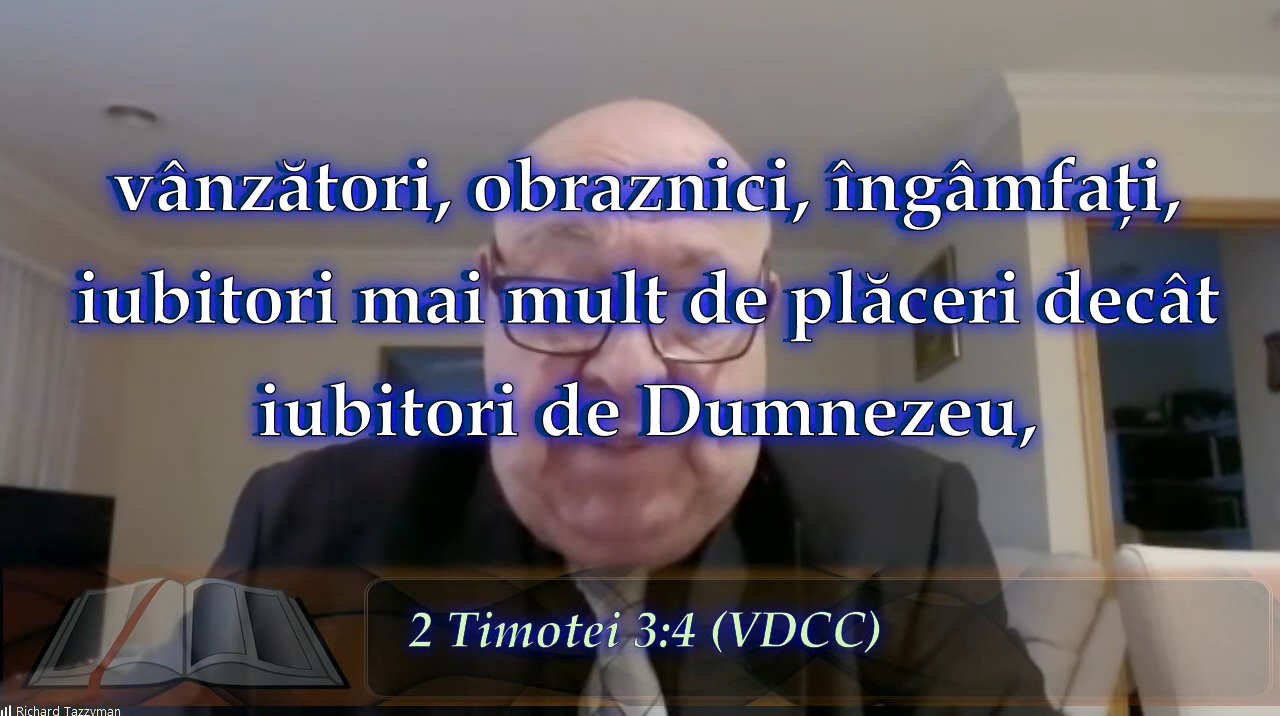 vânzători, obraznici, îngâmfați,
iubitori mai mult de plăceri decât
iubitori de Dumnezeu,
2 Timotei 3:4 (VDCC)
Richard Tazzyman